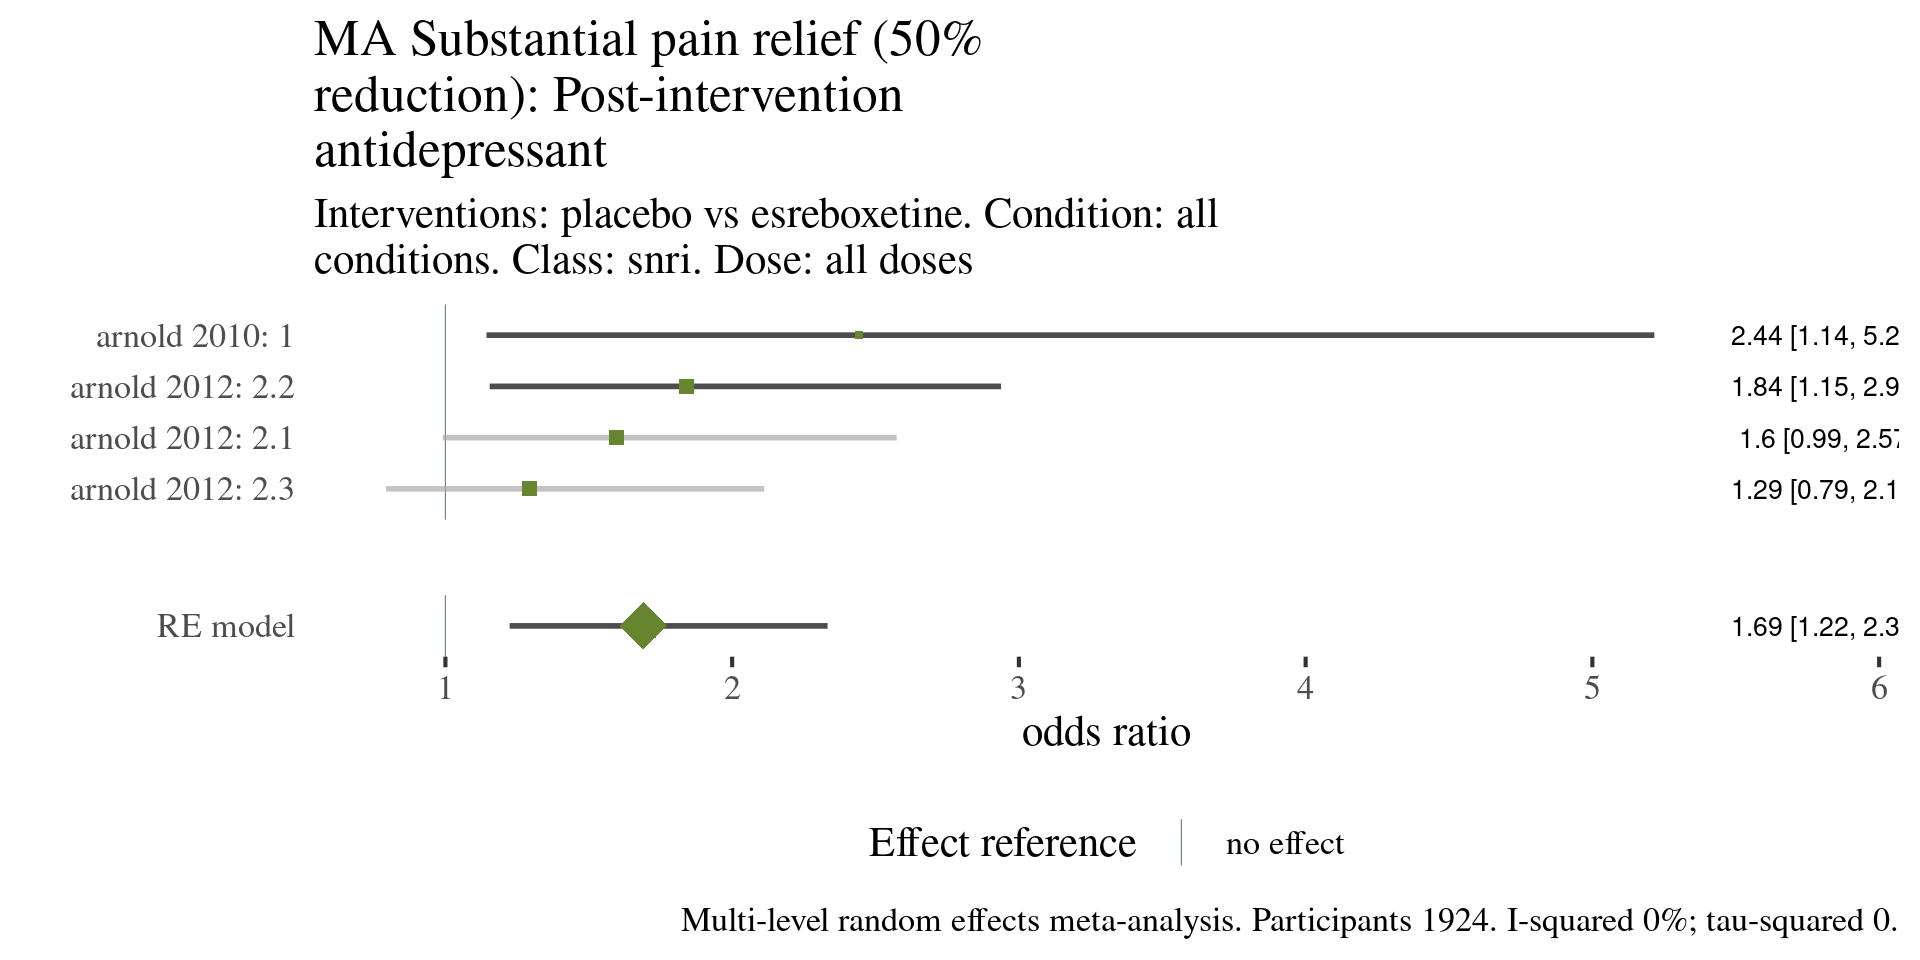 MA Substantial pain relief (50%
reduction): Post-intervention
antidepressant
Interventions: placebo vs esreboxetine. Condition: all
conditions. Class: snri. Dose: all doses
arnold 2010: 1 2.44 [1.14, 5.2
arnold 2012: 2.2 1.84 [1.15, 2.9
arnold 2012: 2.1 1.6 [0.99, 2.57
arnold 2012: 2.3 1.29 [0.79, 2.1
RE model 1.69 [1.22, 2.3
1 2 3 4 5 6
odds ratio
Effect reference no effect
Multi-level random effects meta-analysis. Participants 1924. I-squared 0%; tau-squared 0.